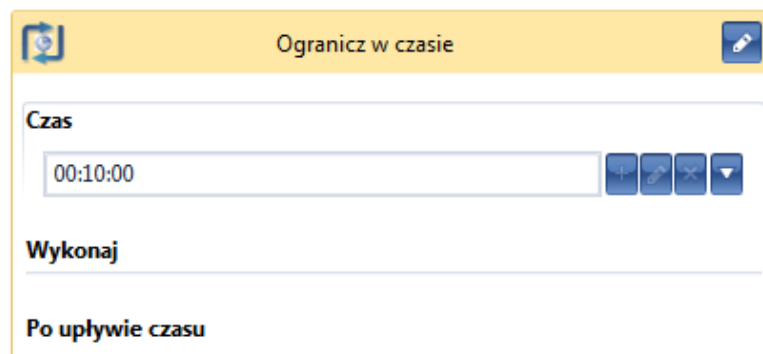 Ogranicz w czasie
Czas
00:10:00
Wykonaj
Po upływie czasu